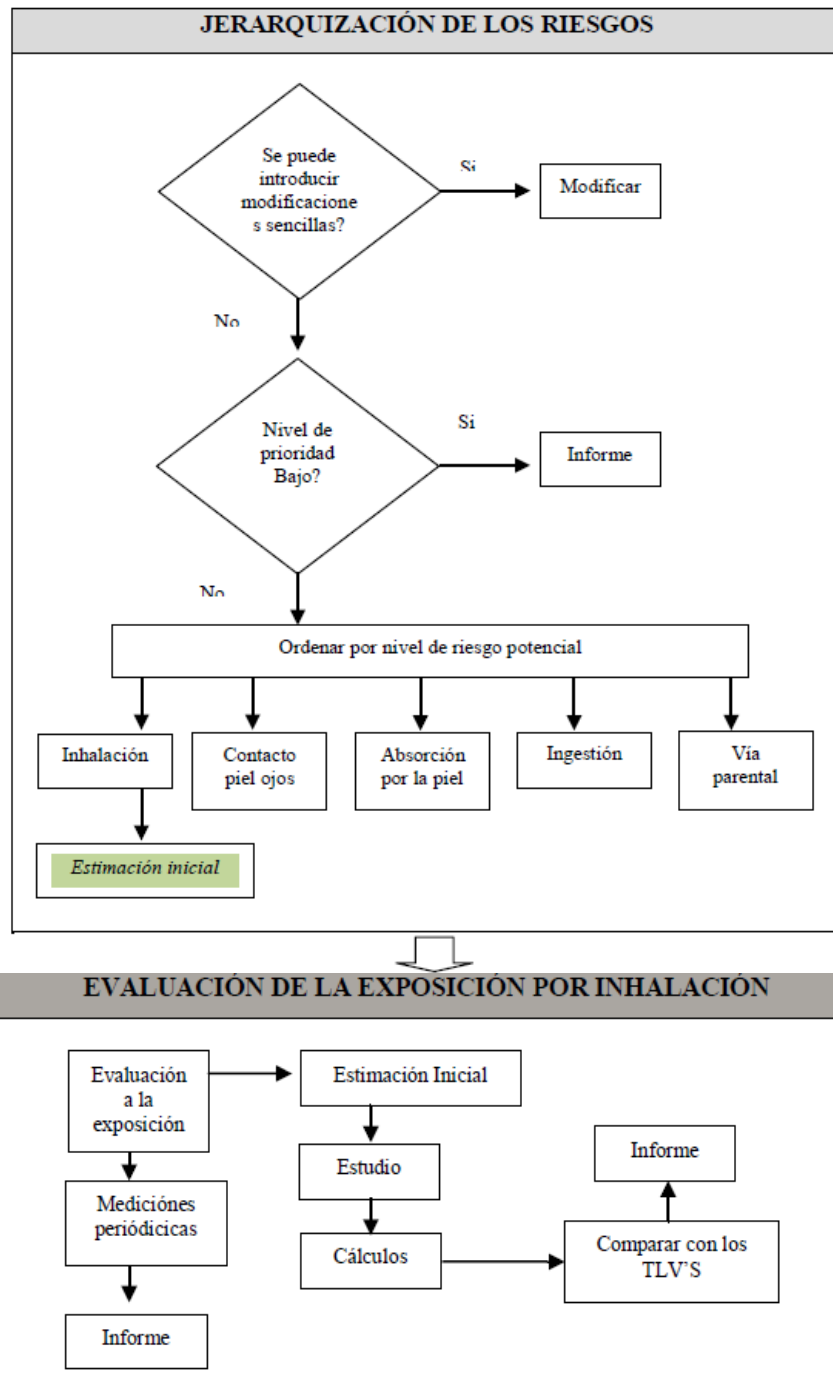 JERARQUIZACIÓN DE LOS RIESGOS
Se puede
introducir
modificacione
s sencillas?
Si
Modificar
No
Nivel de
prioridad
Bajo?
Si
Informe
No
Ordenar por nivel de riesgo potencial
Inhalación
Contacto
piel ojos
Absorción
por la piel
Ingestión
Vía
parental
Estimación inicial
EVALUACIÓN DE LA EXPOSICIÓN POR INHALACIÓN
Evaluación
a la
exposición
Estimación Inicial
Estudio
Informe
Mediciónes
periódicicas
Cálculos
Comparar con los
TLV'S
Informe